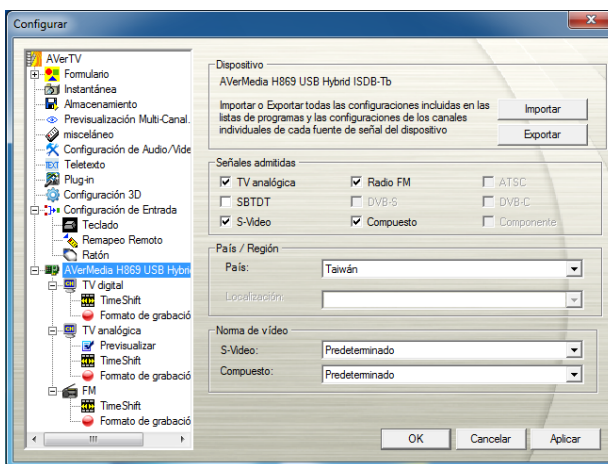 Configurar
AVerTV
Formulario
Instantánea
Almacenamiento
Previsualización Multi-Canal.
misceláneo
Configuración de Audio/Vide
TEXT Teletexto
Plug-in
Configuración 3D
Configuración de Entrada
Teclado
Remapeo Remoto
Ratón
AVerMedia H869 USB Hybri
TV digital
TimeShift
Formato de grabació
TV analógica
Previsualizar
TimeShift
Formato de grabació
FM
TimeShift
Formato de grabació
Dispositivo
AVerMedia H869 USB Hybrid ISDB-Tb
Importar o Exportar todas las configuraciones incluidas en las
listas de programas y las configuraciones de los canales
individuales de cada fuente de señal del dispositivo
Importar
Exportar
Señales admitidas
TV analógica Radio FM ATSC
SBTDT DVB-S DVB-C
S-Video Compuesto Componente
País / Región
País: Taiwán
Localización:
Norma de vídeo
S-Video: Predeterminado
Compuesto: Predeterminado
OK Cancelar Aplicar